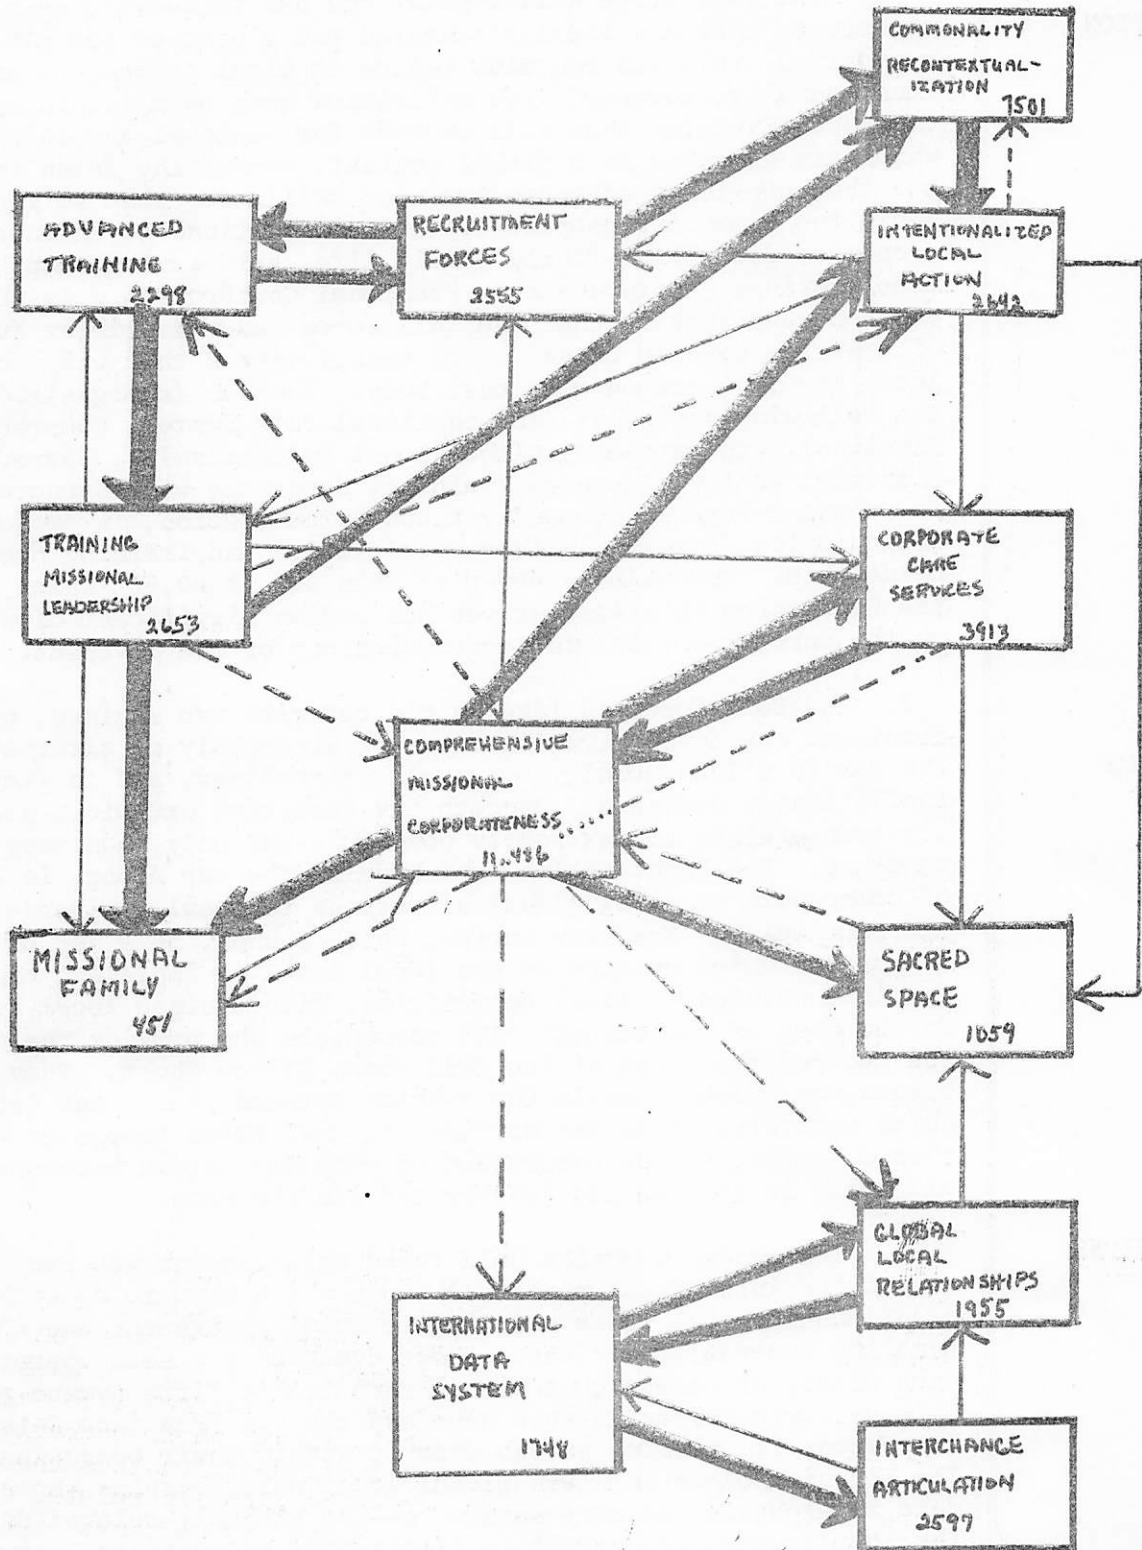 COMMONALITY
RECONTEXTUAL-
IZATION
7501
ADVANCED
TRAINING
2298
RECRUITMENT
FORCES
2555
INTENTIONALIZED
LOCAL
ACTION
2642
TRAINING
MISSIONAL
LEADERSHIP
2653
CORPORATE
CARE
SERVICES
3913
COMPREHENSIVE
MISSIONAL
CORPORATENESS
11,486
MISSIONAL
FAMILY
451
SACRED
SPACE
1059
GLOBAL
LOCAL
RELATIONSHIPS
1955
INTERNATIONAL
DATA
SYSTEM
1748
INTERCHANGE
ARTICULATION
2597